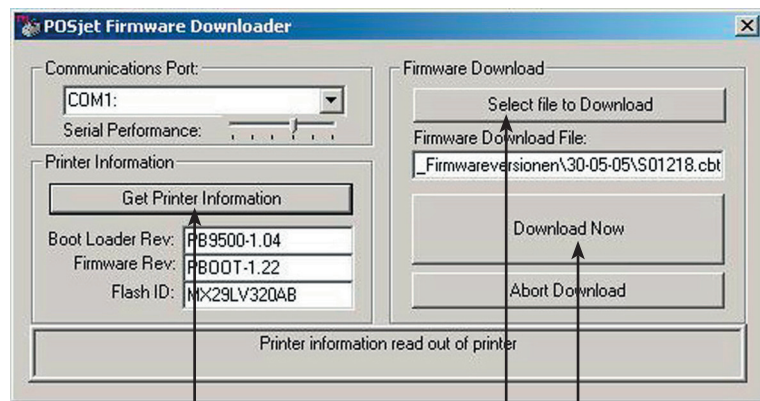 POSjet Firmware Downloader
Communications Port:
COM1:
Serial Performance:
Printer Information
Get Printer Information
Boot Loader Rev: PB9500-1.04
Firmware Rev: PBOOT-1.22
Flash ID: MX29LV320AB
Firmware Download
Select file to Download
Firmware Download File:
_Firmwareversionen\30-05-05\S01218.cbt
Download Now
Abort Download
Printer information read out of printer